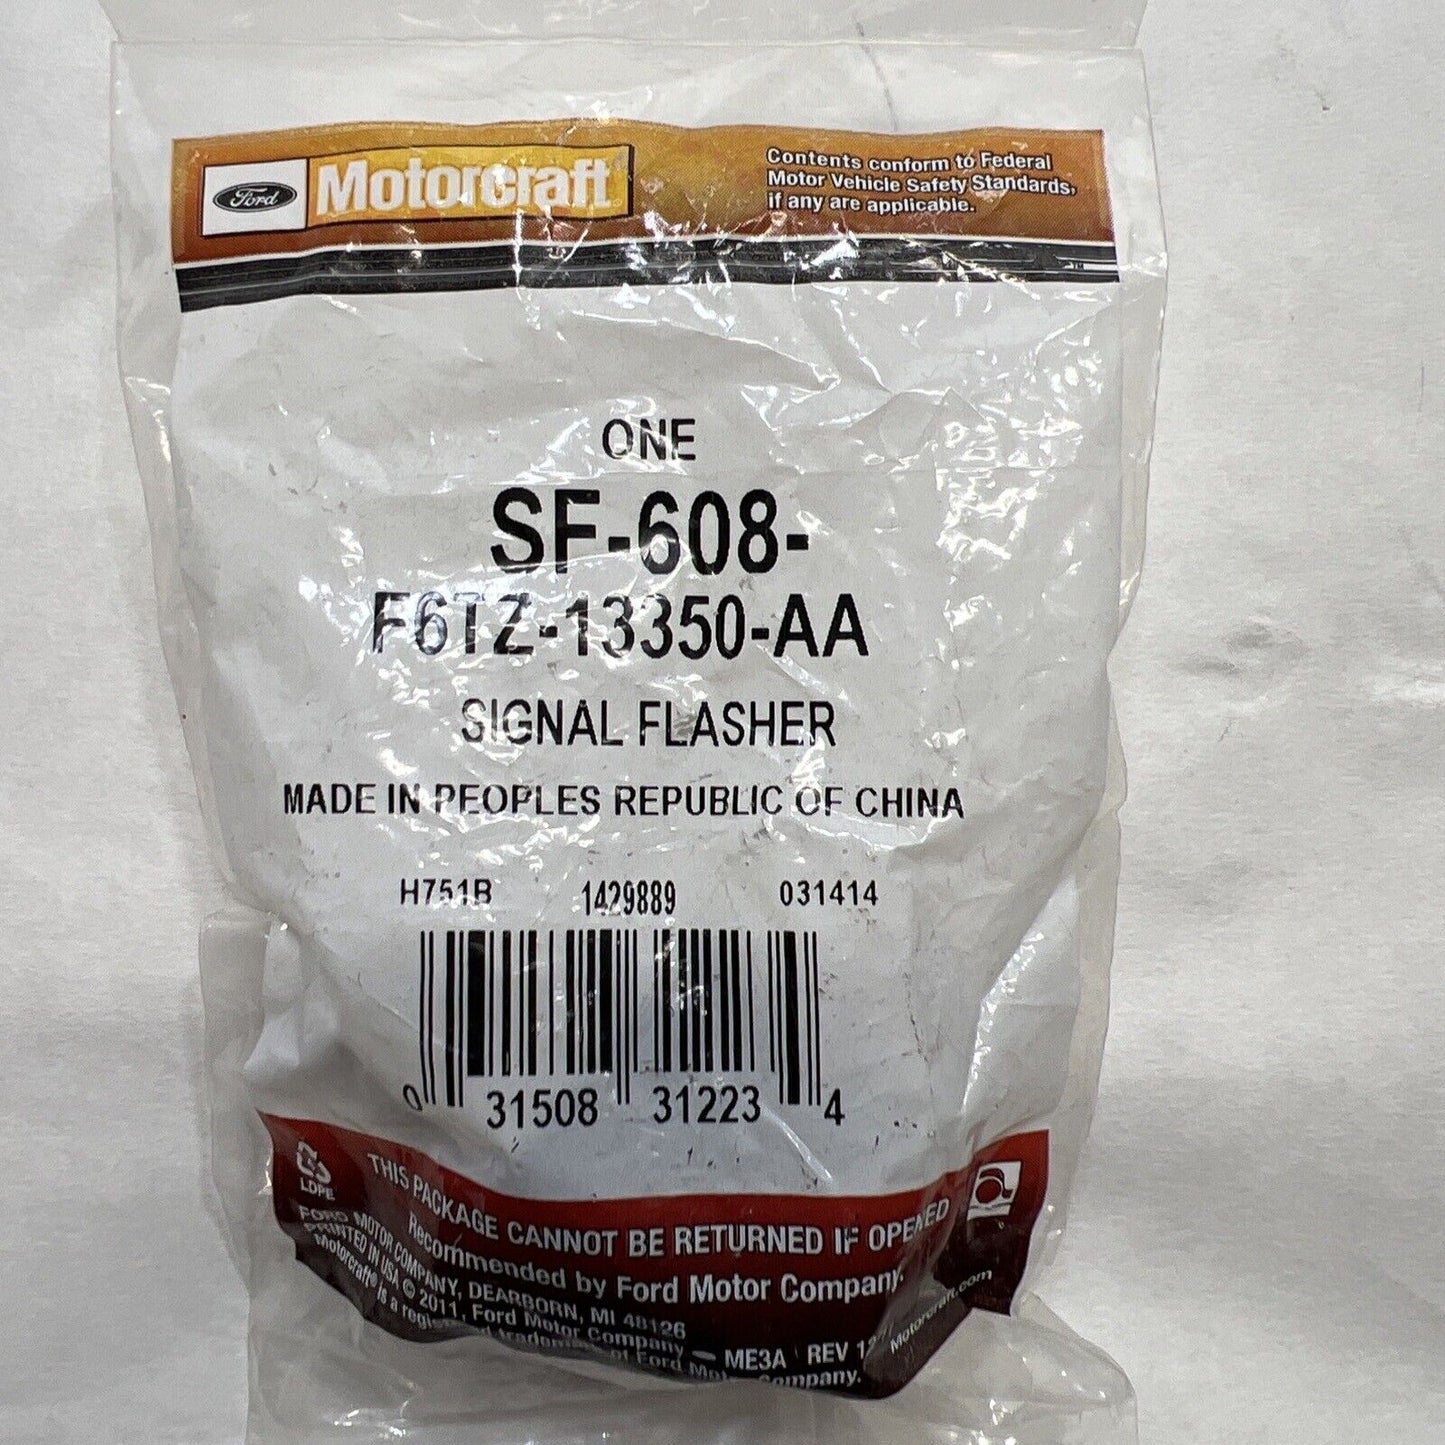 Ford Motorcraft®
Contents conform to Federal
Motor Vehicle Safety Standards,
if any are applicable.
ONE
SF-608-
F6TZ-13350-AA
SIGNAL FLASHER
MADE IN PEOPLES REPUBLIC OF CHINA
H751B 1429889 031414
0 31508 31223 4
LDPE
THIS PACKAGE CANNOT BE RETURNED IF OPENED
Recommended by Ford Motor Company.
Motorcraft.com
FORD MOTOR COMPANY, DEARBORN, MI 48126
PRINTED IN USA © 2011, Ford Motor Company — ME3A REV
Motorcraft® is a registered trademark of Ford Motor Company.